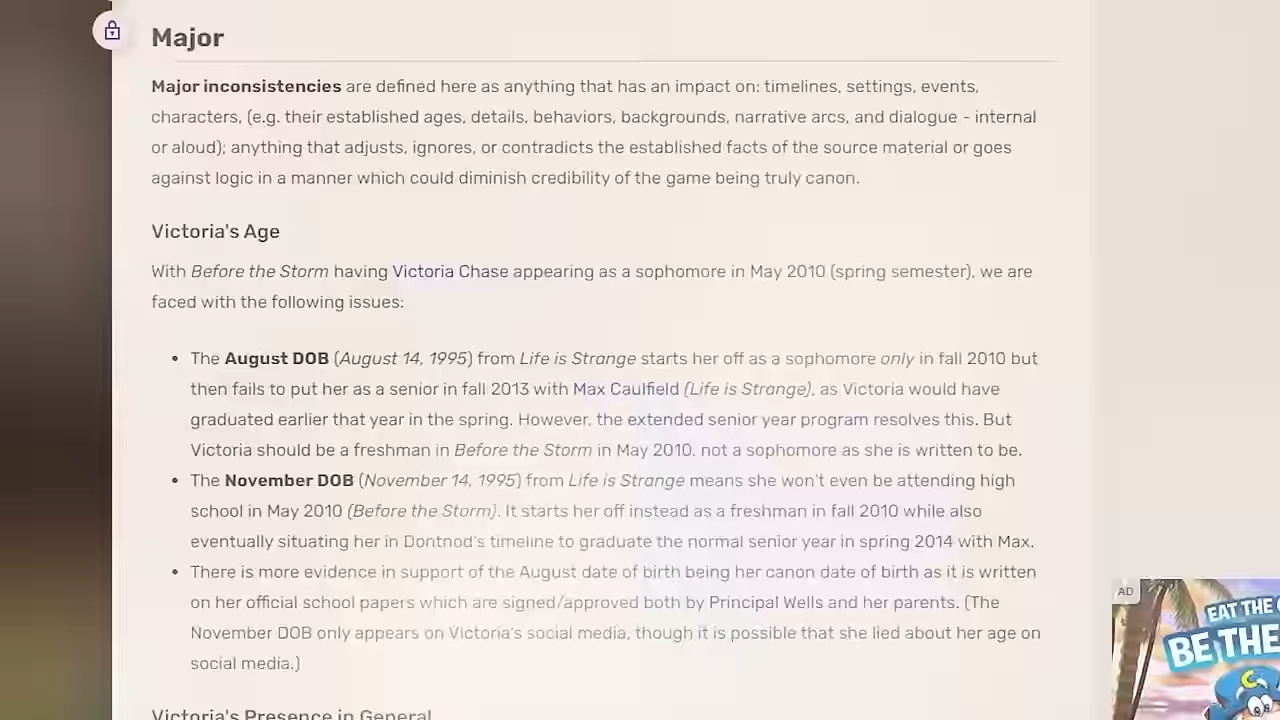 Major
Major inconsistencies are defined here as anything that has an impact on: timelines, settings, events,
characters, (e.g. their established ages, details, behaviors, backgrounds, narrative arcs, and dialogue - internal
or aloud); anything that adjusts, ignores, or contradicts the established facts of the source material or goes
against logic in a manner which could diminish credibility of the game being truly canon.
Victoria's Age
With Before the Storm having Victoria Chase appearing as a sophomore in May 2010 (spring semester), we are
faced with the following issues:
• The August DOB (August 14, 1995) from Life is Strange starts her off as a sophomore only in fall 2010 but
then fails to put her as a senior in fall 2013 with Max Caulfield (Life is Strange), as Victoria would have
graduated earlier that year in the spring. However, the extended senior year program resolves this. But
Victoria should be a freshman in Before the Storm in May 2010, not a sophomore as she is written to be.
• The November DOB (November 14, 1995) from Life is Strange means she won't even be attending high
school in May 2010 (Before the Storm). It starts her off instead as a freshman in fall 2010 while also
eventually situating her in Dontnod's timeline to graduate the normal senior year in spring 2014 with Max.
• There is more evidence in support of the August date of birth being her canon date of birth as it is written
on her official school papers which are signed/approved both by Principal Wells and her parents. (The
November DOB only appears on Victoria's social media, though it is possible that she lied about her age on
social media.)
AD
EAT THE
BE THE
Victoria's Presence in General